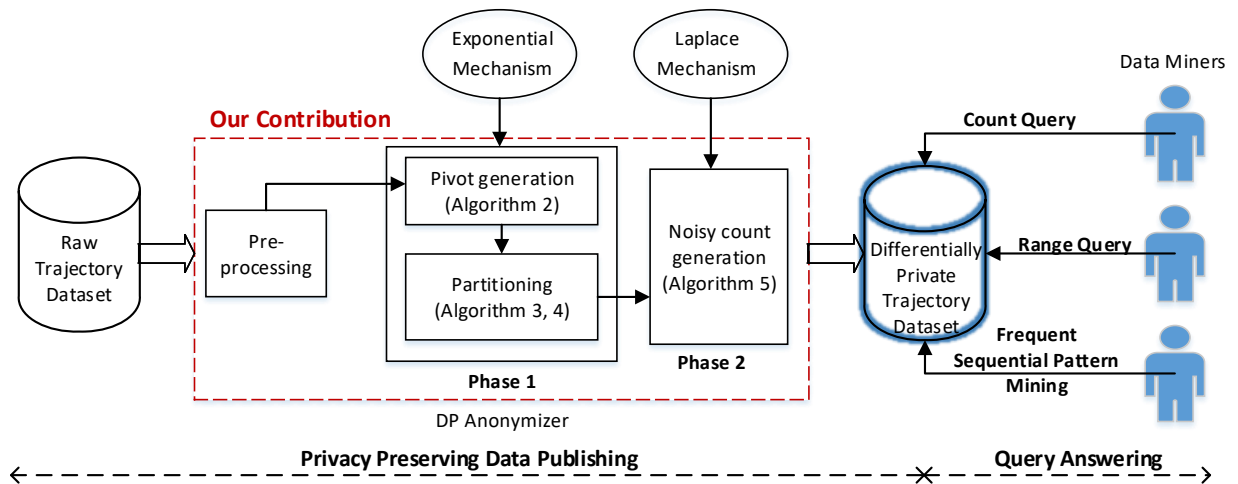 Exponential
Mechanism
Laplace
Mechanism
Data Miners
Our Contribution
Count Query
Raw
Trajectory
Dataset
Pre-
processing
Pivot generation
(Algorithm 2)
Partitioning
(Algorithm 3, 4)
Phase 1
Noisy count
generation
(Algorithm 5)
Phase 2
DP Anonymizer
Differentially
Private
Trajectory
Dataset
Range Query
Frequent
Sequential Pattern
Mining
Privacy Preserving Data Publishing
Query Answering